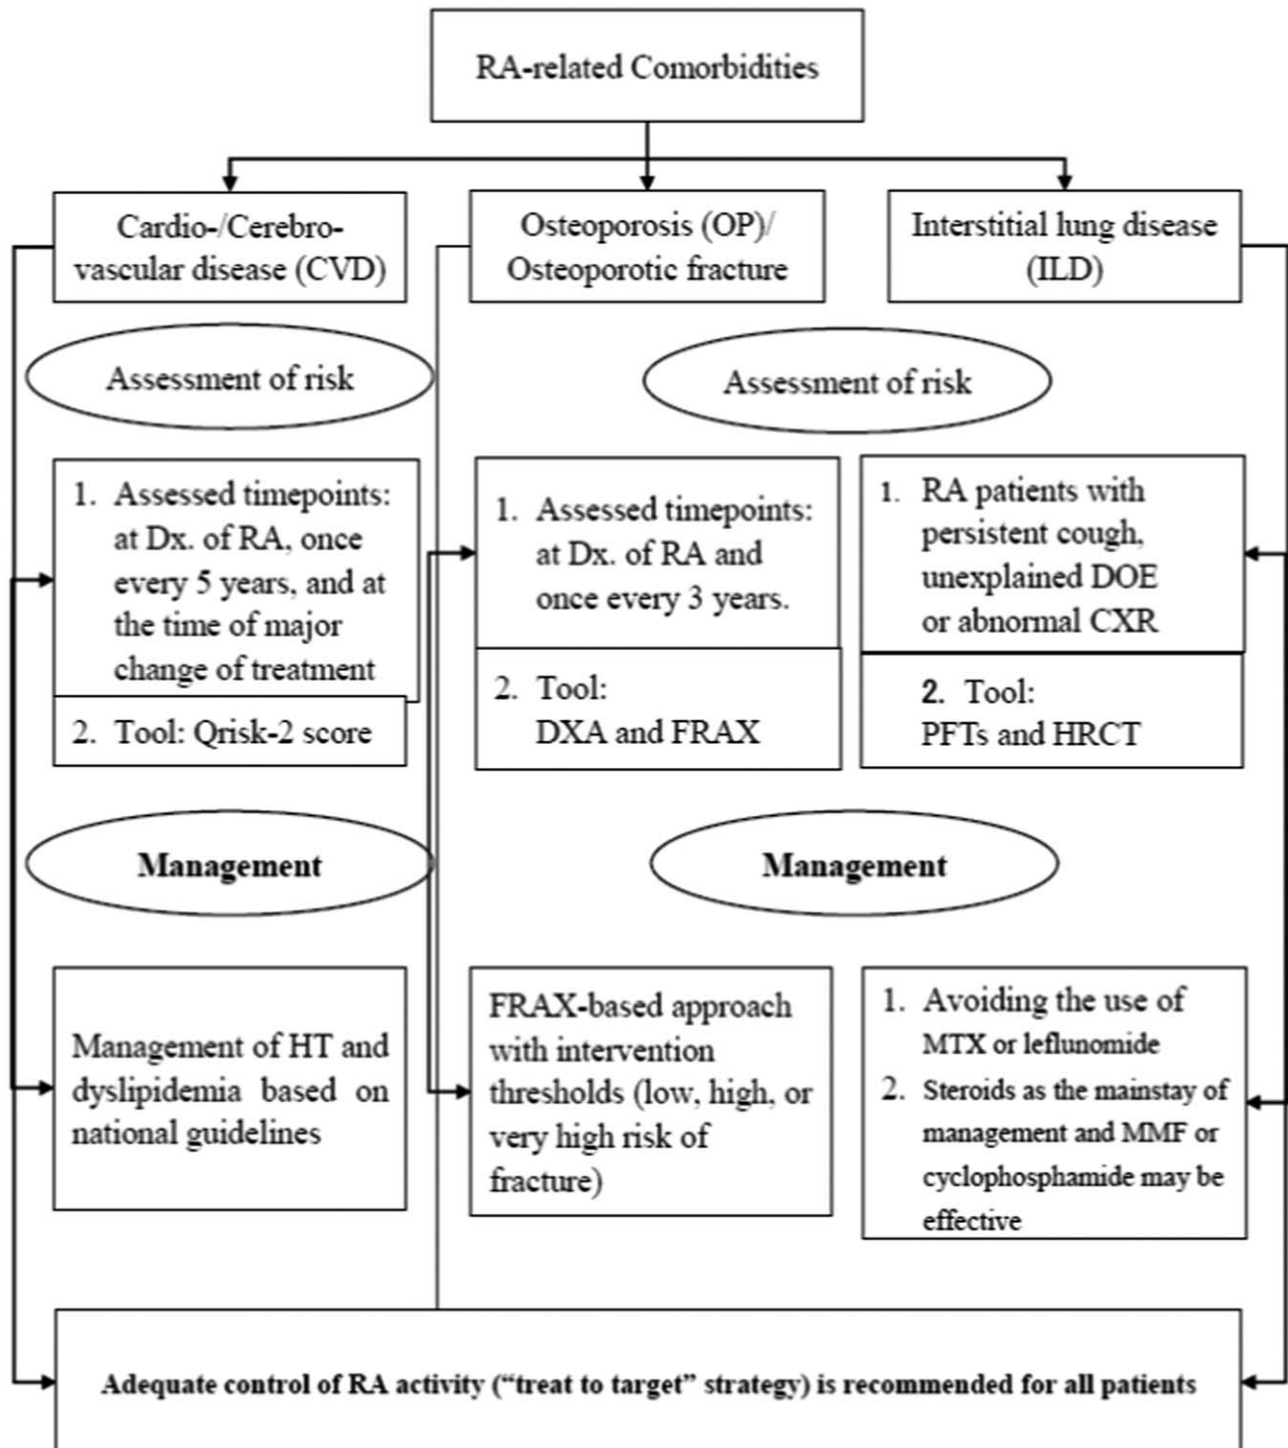 RA-related Comorbidities
Cardio-/Cerebro-
vascular disease (CVD)
Osteoporosis (OP)/
Osteoporotic fracture
Interstitial lung disease
(ILD)
Assessment of risk
Assessment of risk
1. Assessed timepoints:
at Dx. of RA, once
every 5 years, and at
the time of major
change of treatment
2. Tool: Qrisk-2 score
1. Assessed timepoints:
at Dx. of RA and
once every 3 years.
2. Tool:
DXA and FRAX
1. RA patients with
persistent cough,
unexplained DOE
or abnormal CXR
2. Tool:
PFTs and HRCT
Management
Management
Management of HT and
dyslipidemia based on
national guidelines
FRAX-based approach
with intervention
thresholds (low, high, or
very high risk of
fracture)
1. Avoiding the use of
MTX or leflunomide
2. Steroids as the mainstay of
management and MMF or
cyclophosphamide may be
effective
Adequate control of RA activity (“treat to target” strategy) is recommended for all patients